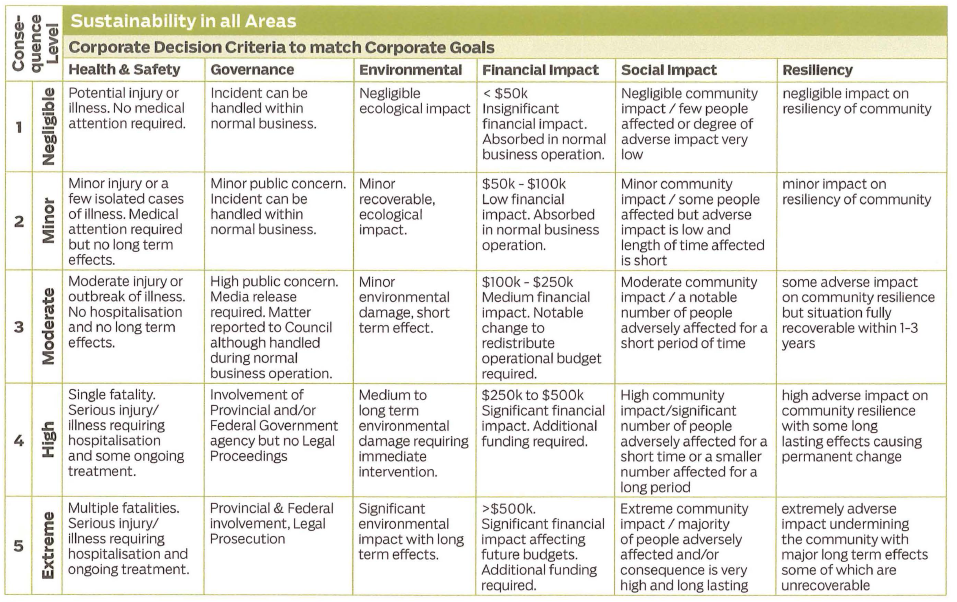 Conse-
quence
Level
Sustainability in all Areas
Corporate Decision Criteria to match Corporate Goals
Health & Safety
Governance
Environmental
Financial Impact
Social Impact
Resiliency
1
Negligible
Potential injury or
illness. No medical
attention required.
Incident can be
handled within
normal business.
Negligible
ecological impact
< $50k
Insignificant
financial impact.
Absorbed in normal
business operation.
Negligible community
impact / few people
affected or degree of
adverse impact very
low
negligible impact on
resiliency of community
2
Minor
Minor injury or a
few isolated cases
of illness. Medical
attention required
but no long term
effects.
Minor public concern.
Incident can be
handled within
normal business.
Minor
recoverable,
ecological
impact.
$50k - $100k
Low financial
impact. Absorbed
in normal business
operation.
Minor community
impact / some people
affected but adverse
impact is low and
length of time affected
is short
minor impact on
resiliency of community
3
Moderate
Moderate injury or
outbreak of illness.
No hospitalisation
and no long term
effects.
High public concern.
Media release
required. Matter
reported to Council
although handled
during normal
business operation.
Minor
environmental
damage, short
term effect.
$100k - $250k
Medium financial
impact. Notable
change to
redistribute
operational budget
required.
Moderate community
impact / a notable
number of people
adversely affected for a
short period of time
some adverse impact
on community resilience
but situation fully
recoverable within 1-3
years
4
High
Single fatality.
Serious injury/
illness requiring
hospitalisation
and some ongoing
treatment.
Involvement of
Provincial and/or
Federal Government
agency but no Legal
Proceedings
Medium to
long term
environmental
damage requiring
immediate
intervention.
$250k to $500k
Significant financial
impact. Additional
funding required.
High community
impact/significant
number of people
adversely affected for a
short time or a smaller
number affected for a
long period
high adverse impact on
community resilience
with some long
lasting effects causing
permanent change
5
Extreme
Multiple fatalities.
Serious injury/
illness requiring
hospitalisation and
ongoing treatment.
Provincial & Federal
involvement, Legal
Prosecution
Significant
environmental
impact with long
term effects.
>$500k.
Significant financial
impact affecting
future budgets.
Additional funding
required.
Extreme community
impact / majority
of people adversely
affected and/or
consequence is very
high and long lasting
extremely adverse
impact undermining
the community with
major long term effects
some of which are
unrecoverable